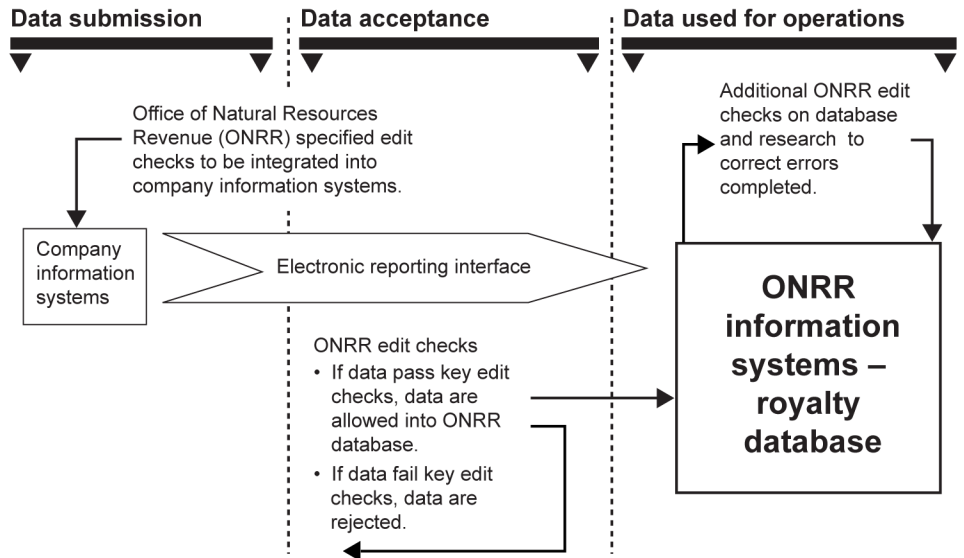 Data submission
Data acceptance
Data used for operations
Office of Natural Resources
Revenue (ONRR) specified edit
checks to be integrated into
company information systems.
Additional ONRR edit
checks on database
and research to
correct errors
completed.
Company
information
systems
Electronic reporting interface
ONRR edit checks
• If data pass key edit
checks, data are
allowed into ONRR
database.
• If data fail key edit
checks, data are
rejected.
ONRR
information
systems –
royalty
database